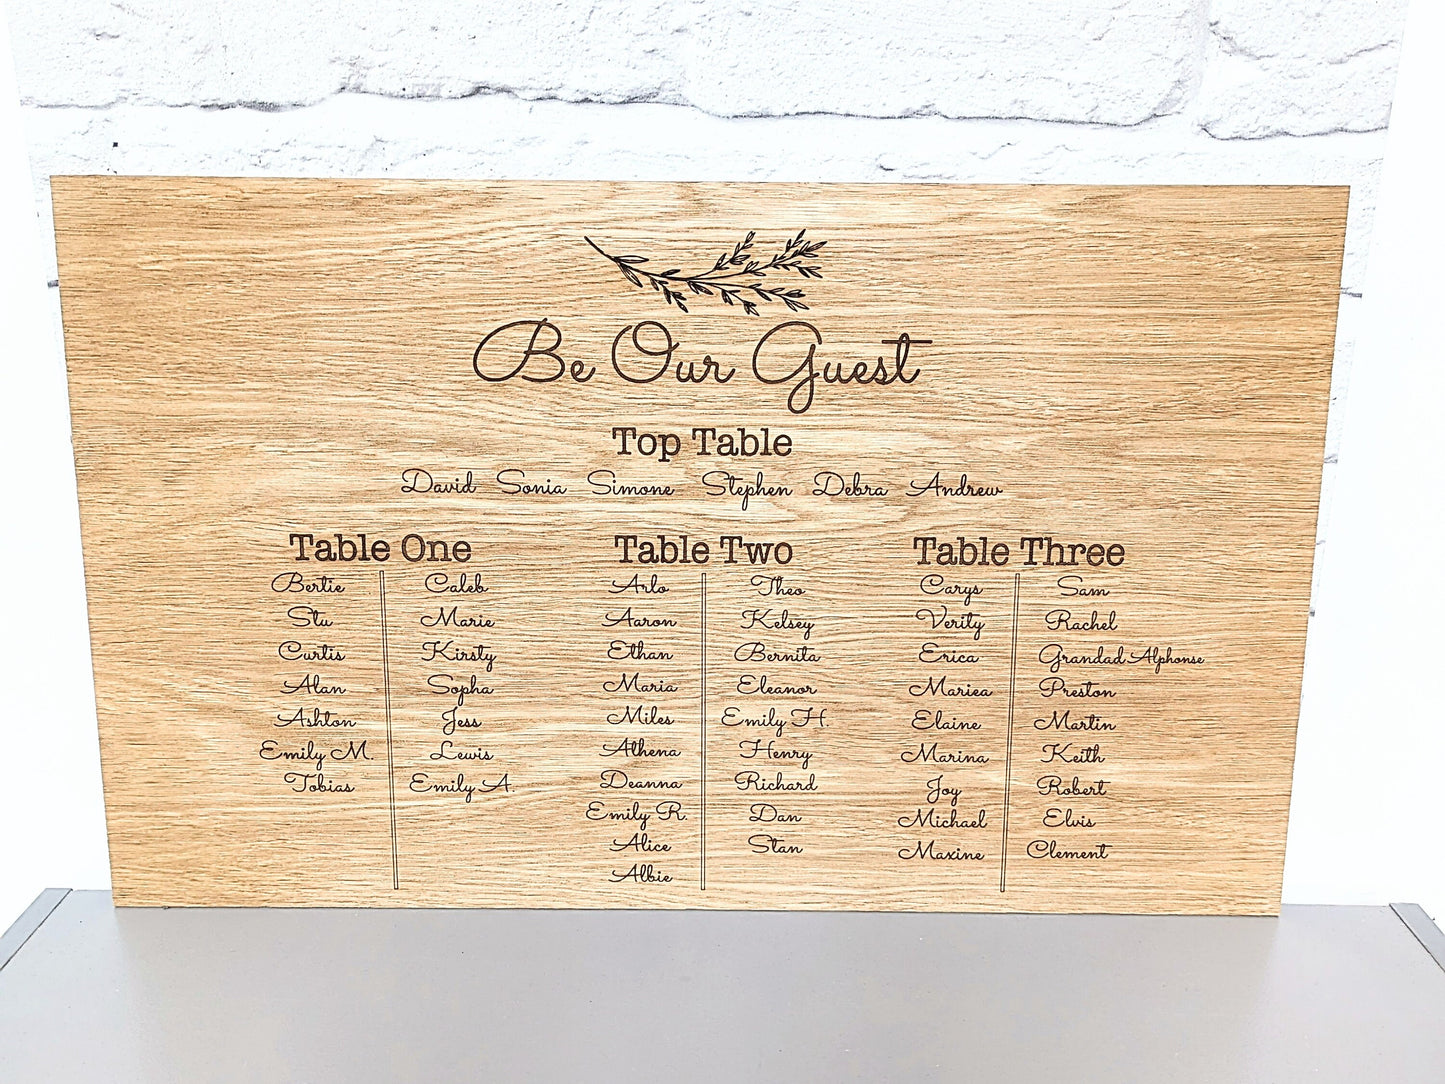 Be Our Guest
Top Table
David Sonia Simone Stephen Debra Andrew
Table One
Bertie Caleb
Stu Marie
Curtis Kirsty
Alan Sopha
Ashton Jess
Emily M. Lewis
Tobias Emily A.
Table Two
Arlo Theo
Aaron Kelsey
Ethan Bernita
Maria Eleanor
Miles Emily H.
Athena Henry
Deanna Richard
Emily R. Dan
Alice Stan
Albie
Table Three
Carys Sam
Verity Rachel
Erica Grandad Alphonse
Mariea Preston
Elaine Martin
Marina Keith
Joy Robert
Michael Elvis
Maxine Clement